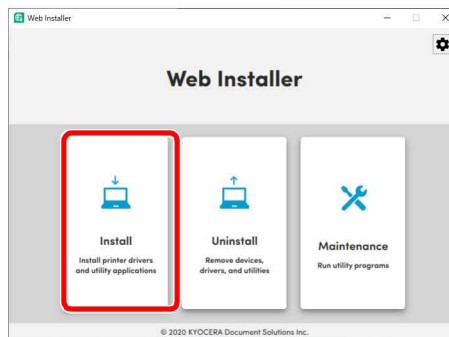 Web Installer
Web Installer
Install
Install printer drivers
and utility applications
Uninstall
Remove devices,
drivers, and utilities
Maintenance
Run utility programs
© 2020 KYOCERA Document Solutions Inc.